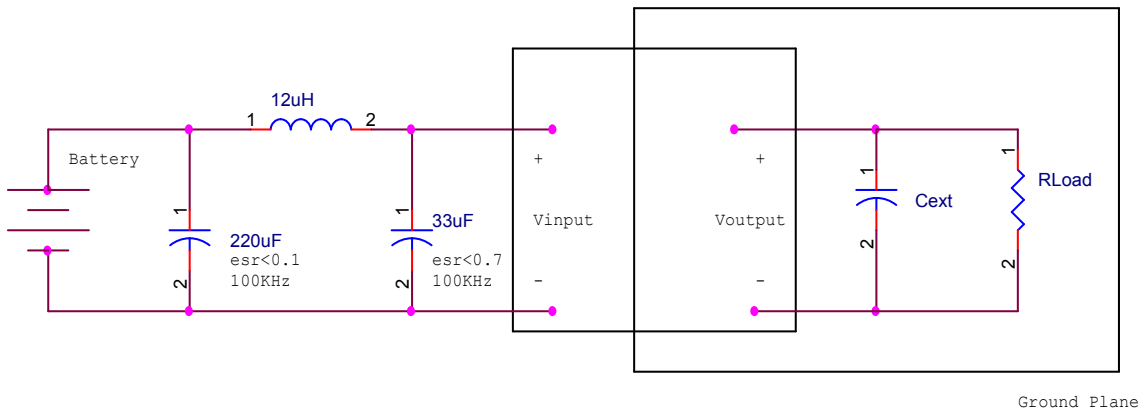 12uH
1
2
Battery
1
220uF
esr<0.1
100KHz
2
1
33uF
esr<0.7
100KHz
2
+
Vinput
-
+
Voutput
-
1
Cext
2
1
RLoad
2
Ground Plane